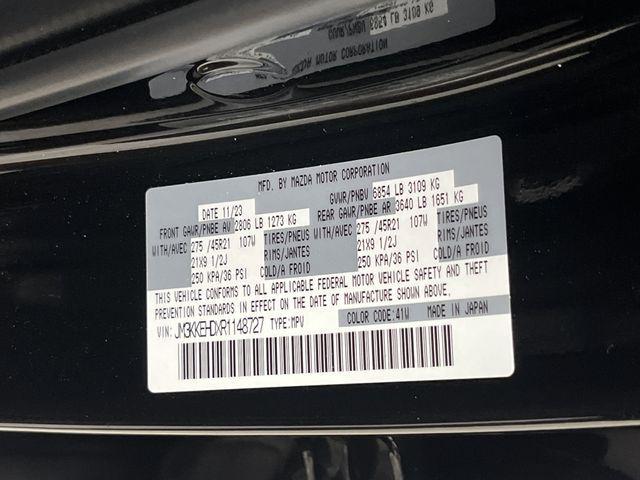 MFD. BY MAZDA MOTOR CORPORATION
DATE 11/23 GVWR/PNBV 6854 LB 3109 KG
FRONT GAWR/PNBE AV 2806 LB 1273 KG REAR GAWR/PNBE AR 3640 LB 1651 KG
WITH/AVEC 275 /45R21 107W TIRES/PNEUS WITH/AVEC 275 /45R21 107W TIRES/PNEUS
21X9 1/2J RIMS/JANTES 21X9 1/2J RIMS/JANTES
250 KPA/36 PSI COLD/A FROID 250 KPA/36 PSI COLD/A FROID
THIS VEHICLE CONFORMS TO ALL APPLICABLE FEDERAL MOTOR VEHICLE SAFETY AND THEFT
PREVENTION STANDARDS IN EFFECT ON THE DATE OF MANUFACTURE SHOWN ABOVE.
VIN: JM3KKEHDXR1148727 TYPE:MPV COLOR CODE:41W MADE IN JAPAN